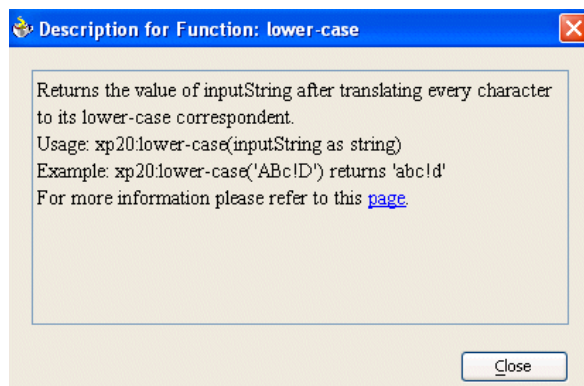 Description for Function: lower-case
Returns the value of inputString after translating every character
to its lower-case correspondent.
Usage: xp20:lower-case(inputString as string)
Example: xp20:lower-case('ABc!D') returns 'abc!d'
For more information please refer to this page.
Close